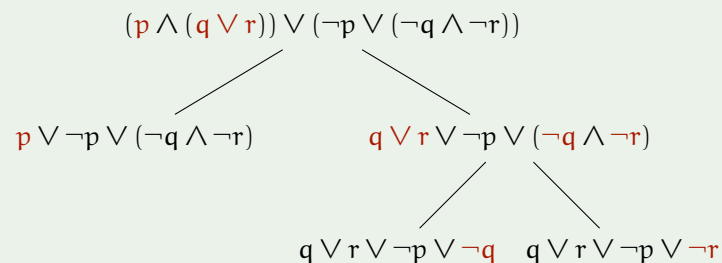 (p ∧ (q ∨ r)) ∨ (¬p ∨ (¬q ∧ ¬r))
p ∨ ¬p ∨ (¬q ∧ ¬r) q ∨ r ∨ ¬p ∨ (¬q ∧ ¬r)
q ∨ r ∨ ¬p ∨ ¬q q ∨ r ∨ ¬p ∨ ¬r